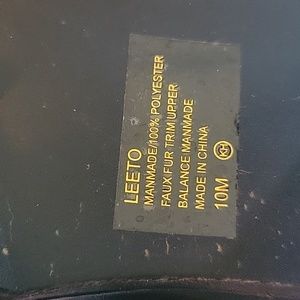 LEETO
MANMADE/100% POLYESTER
FAUX FUR TRIM UPPER
BALANCE MANMADE
MADE IN CHINA
10M